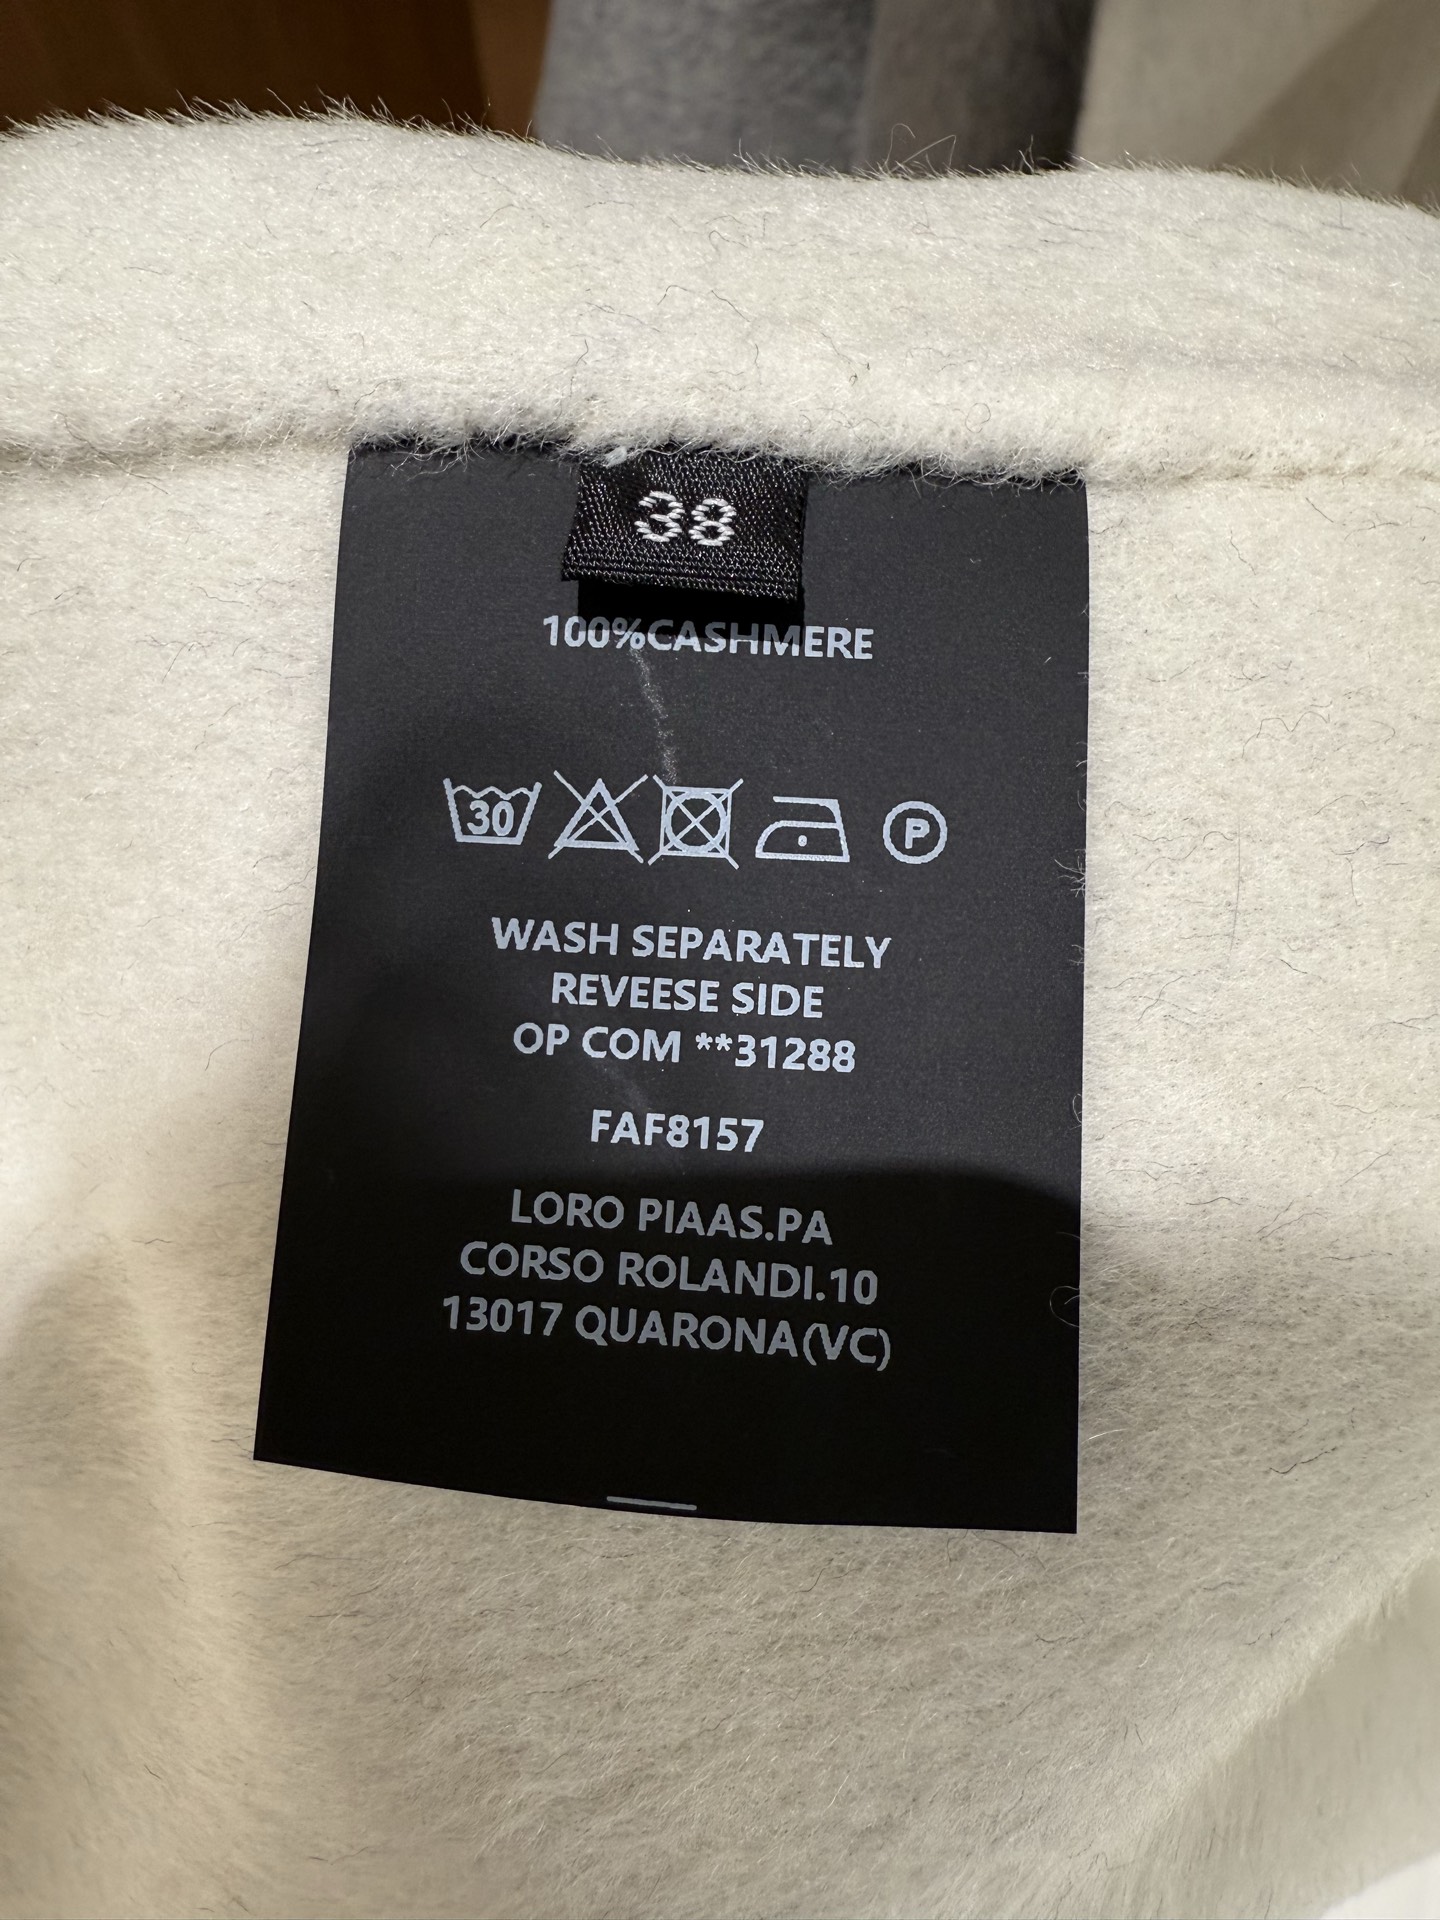 38
100%CASHMERE
30
P
WASH SEPARATELY
REVEESE SIDE
OP COM **31288
FAF8157
LORO PIAAS.PA
CORSO ROLANDI.10
13017 QUARONA(VC)